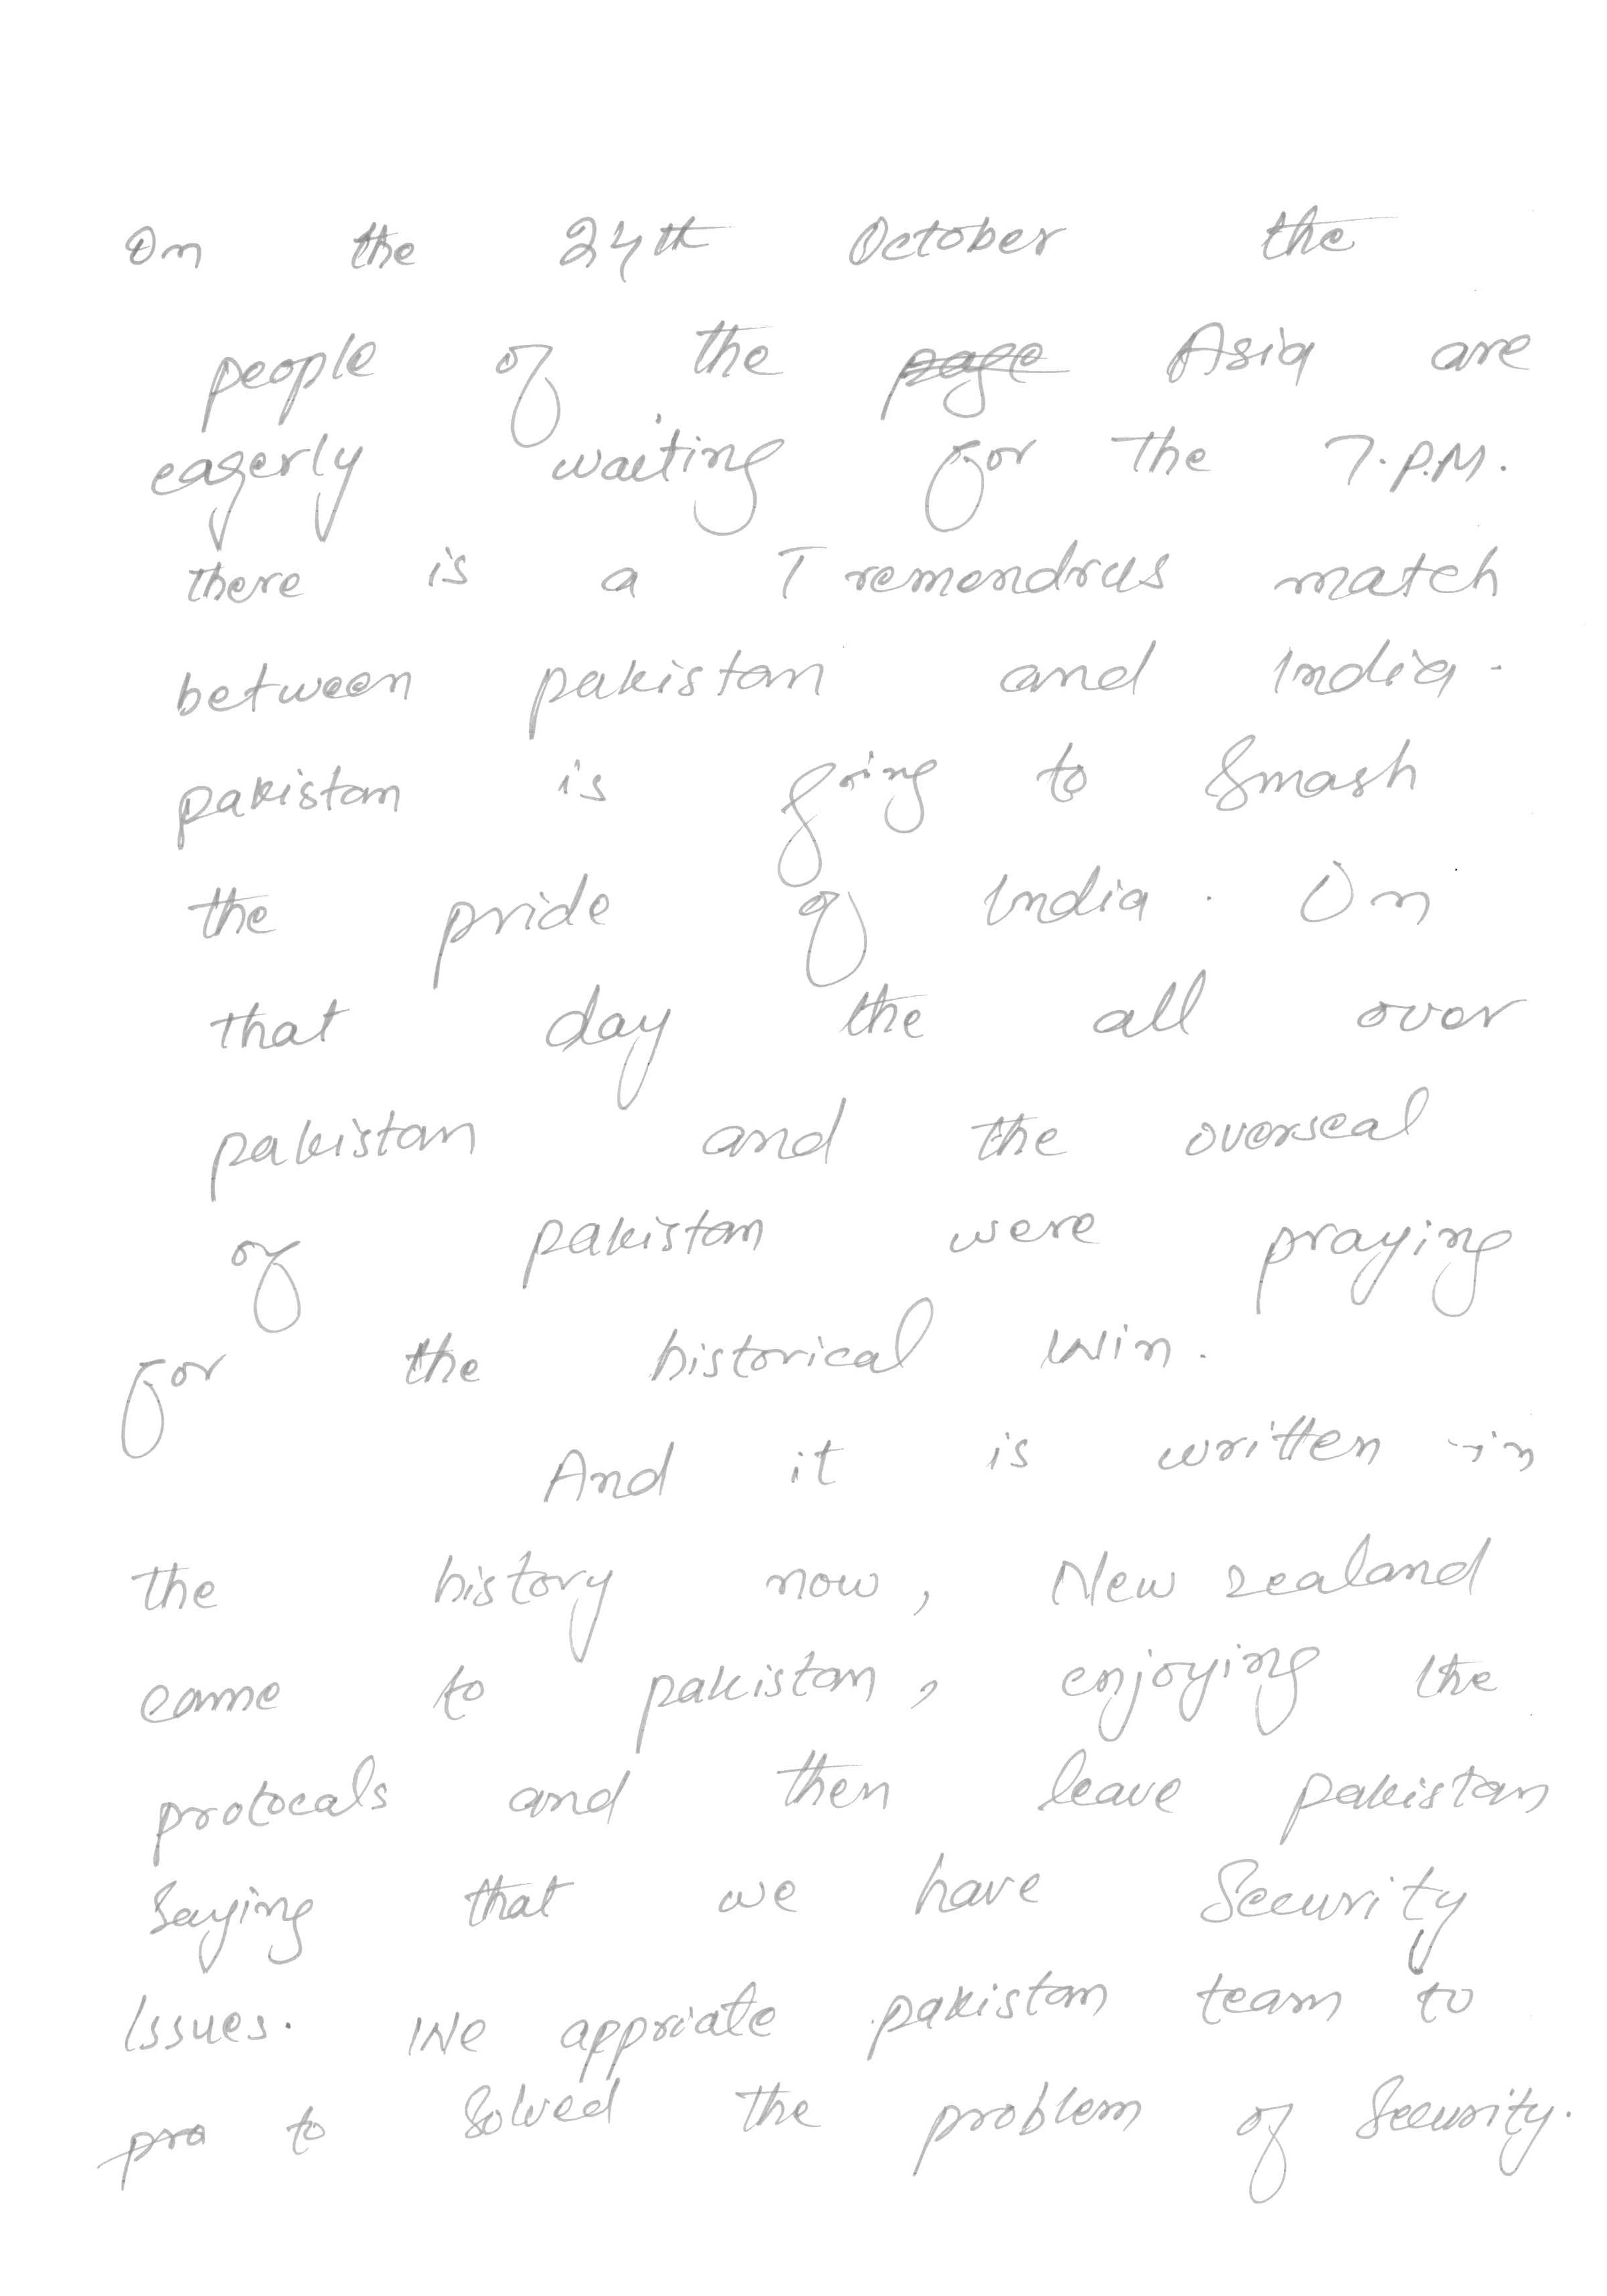 On the 24th October the
people of the page Asia are
eagerly waiting for the 7.P.M.
there is a Tremendrus match
between pakistan and India.
pakistan is going to Smash
the pride of India. On
that day the all over
pakistan and the overseal
of pakistan were praying
for the historical win.
And it is written in
the history now, New zealand
came to pakistan, enjoying the
protocals and then leave pakistan
Saying that we have Security
Issues. We appriate pakistan team to
pra to Solved the problem of Security.